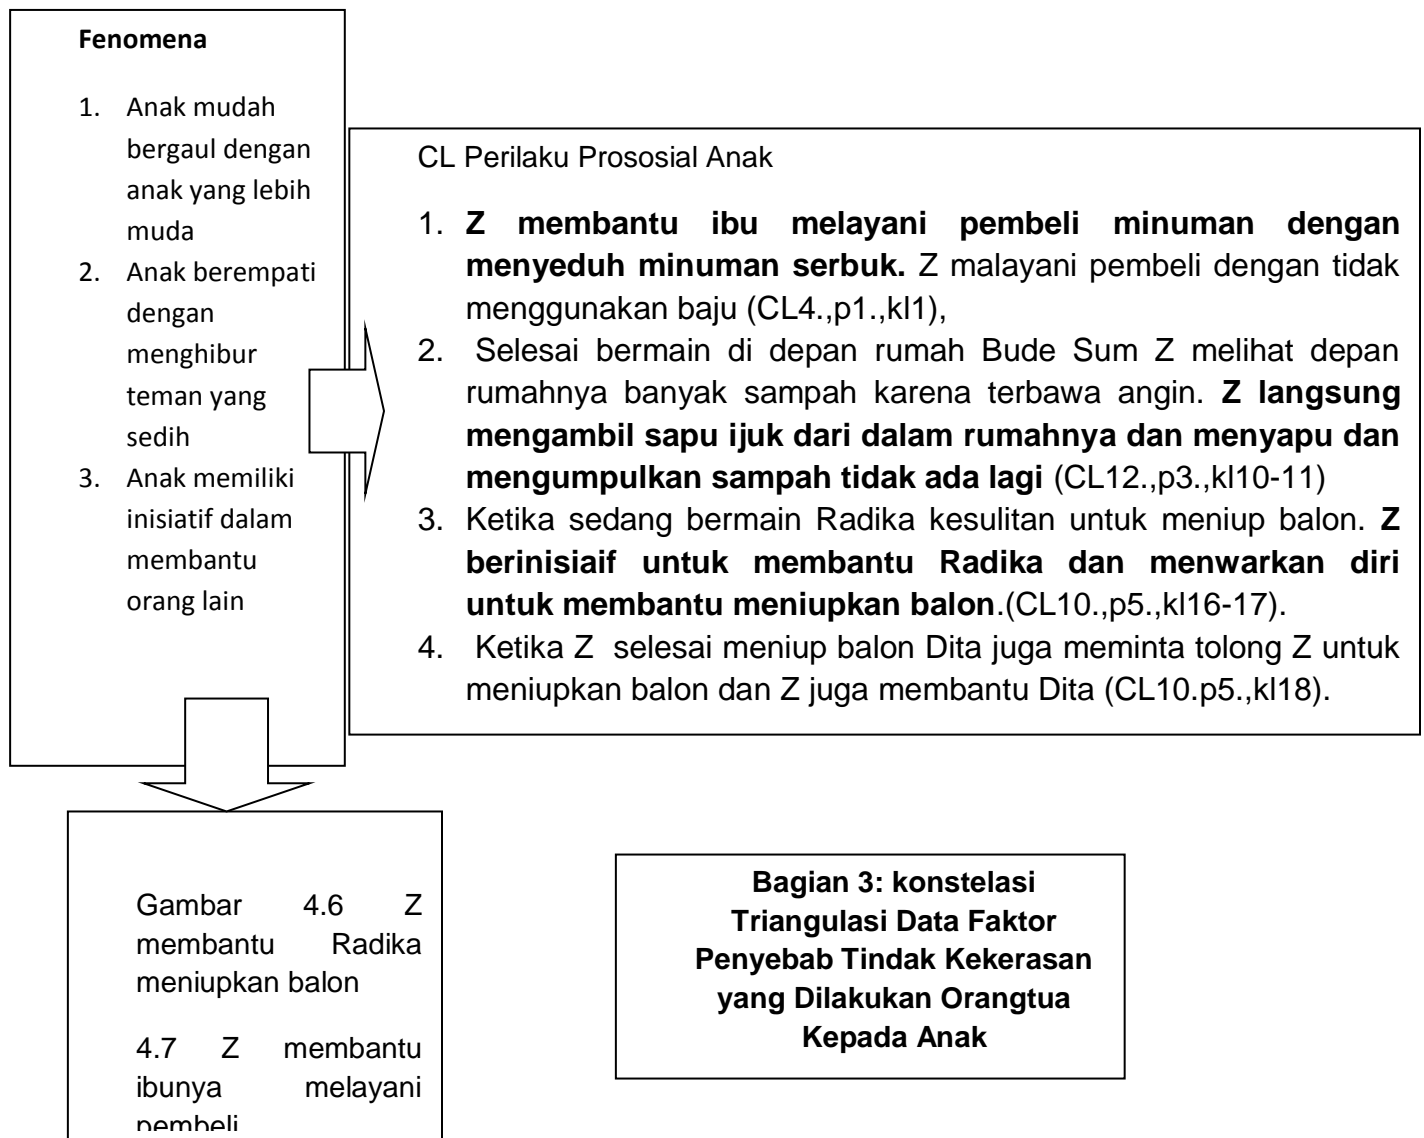 Fenomena
1. Anak mudah
bergaul dengan
anak yang lebih
muda
2. Anak berempati
dengan
menghibur
teman yang
sedih
3. Anak memiliki
inisiatif dalam
membantu
orang lain
CL Perilaku Prososial Anak
1. Z membantu ibu melayani pembeli minuman dengan
menyeduh minuman serbuk. Z malayani pembeli dengan tidak
menggunakan baju (CL4.,p1.,kl1),
2. Selesai bermain di depan rumah Bude Sum Z melihat depan
rumahnya banyak sampah karena terbawa angin. Z langsung
mengambil sapu ijuk dari dalam rumahnya dan menyapu dan
mengumpulkan sampah tidak ada lagi (CL12.,p3.,kl10-11)
3. Ketika sedang bermain Radika kesulitan untuk meniup balon. Z
berinisiaif untuk membantu Radika dan menwarkan diri
untuk membantu meniupkan balon.(CL10.,p5.,kl16-17).
4. Ketika Z selesai meniup balon Dita juga meminta tolong Z untuk
meniupkan balon dan Z juga membantu Dita (CL10.p5.,kl18).
Gambar 4.6 Z
membantu Radika
meniupkan balon
4.7 Z membantu
ibunya melayani
pembeli
Bagian 3: konstelasi
Triangulasi Data Faktor
Penyebab Tindak Kekerasan
yang Dilakukan Orangtua
Kepada Anak